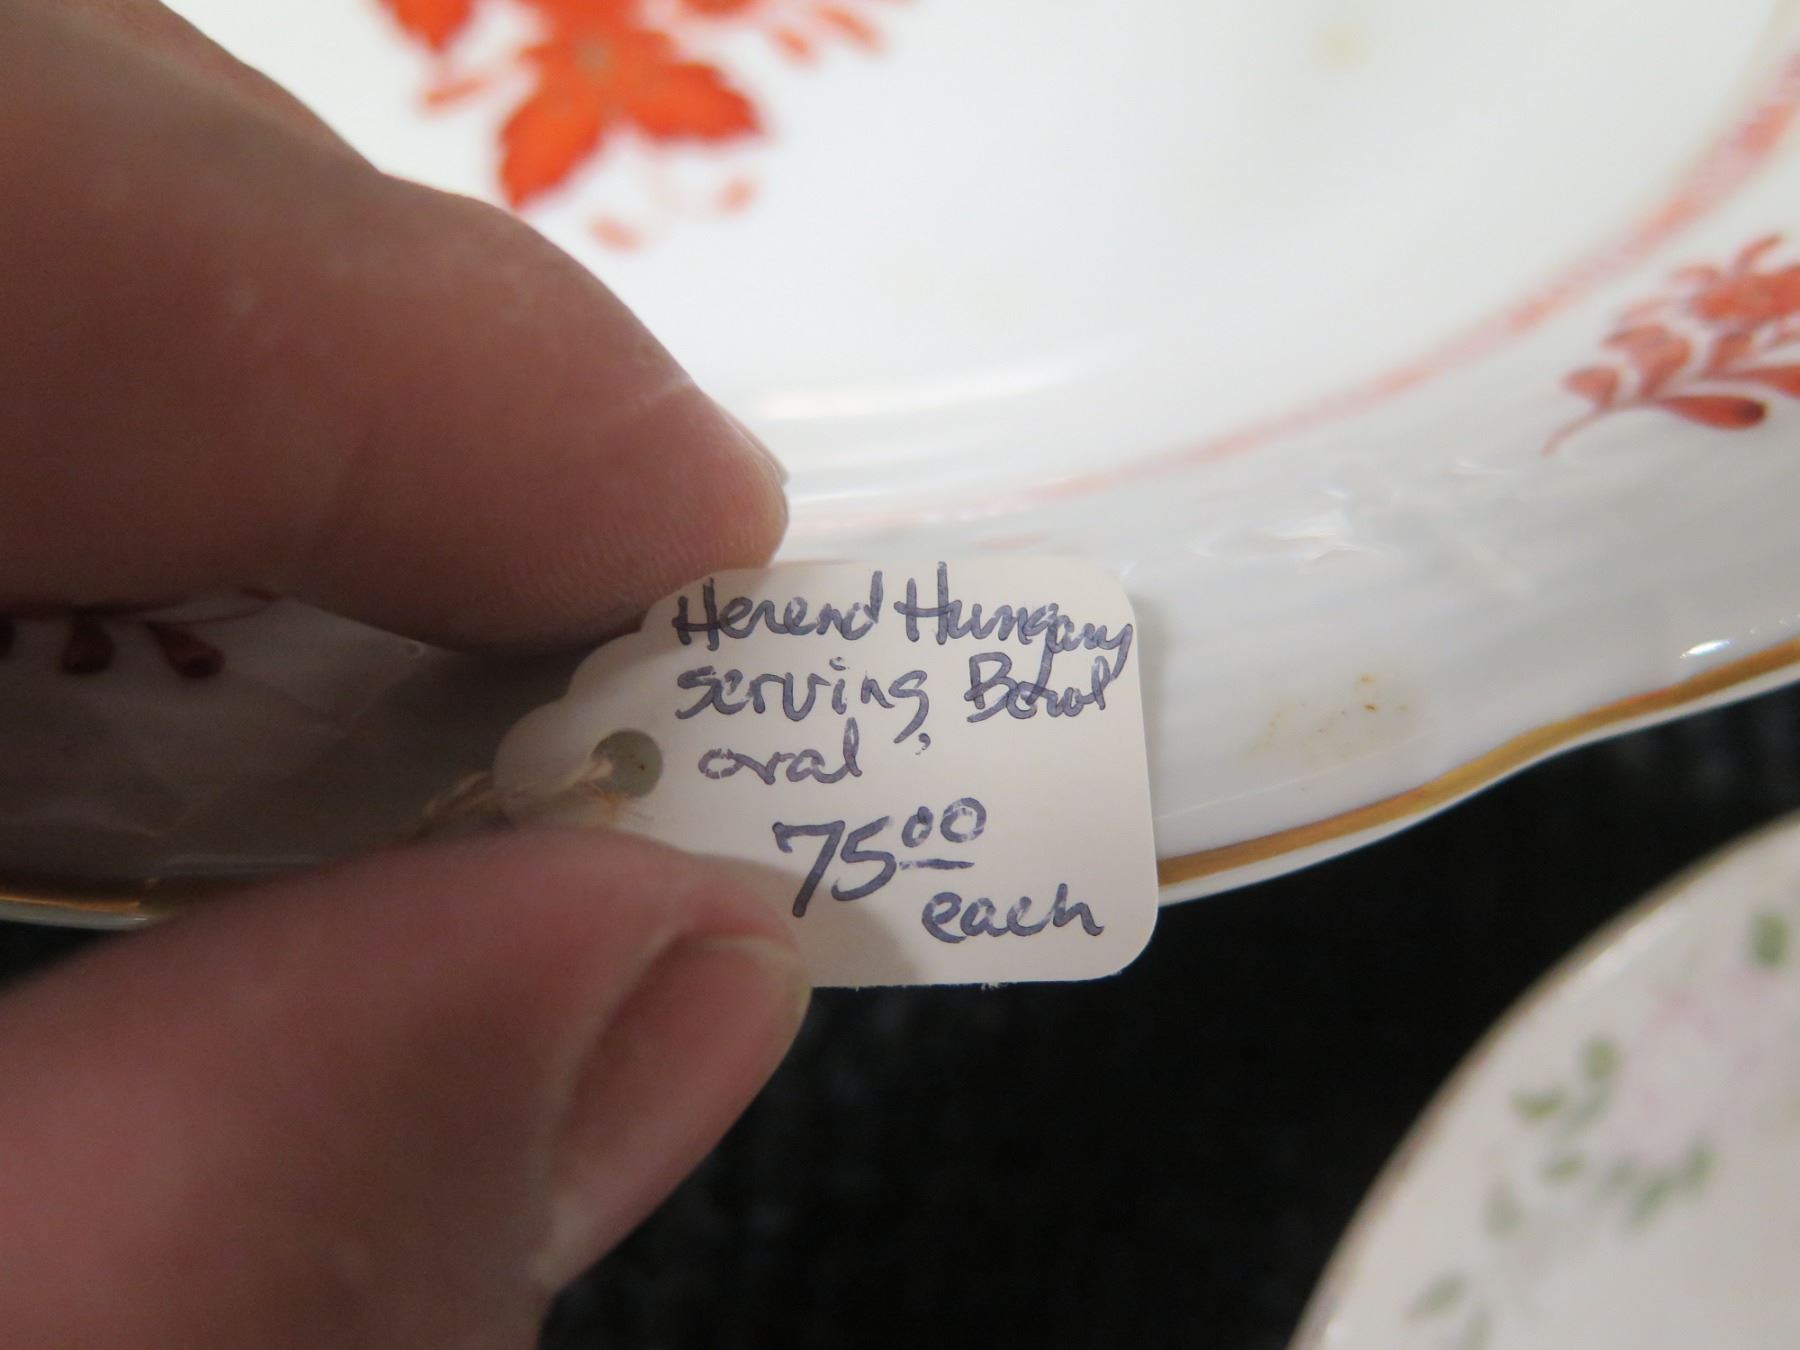 Herend Hungary
serving Bowl
oval
75.00
each